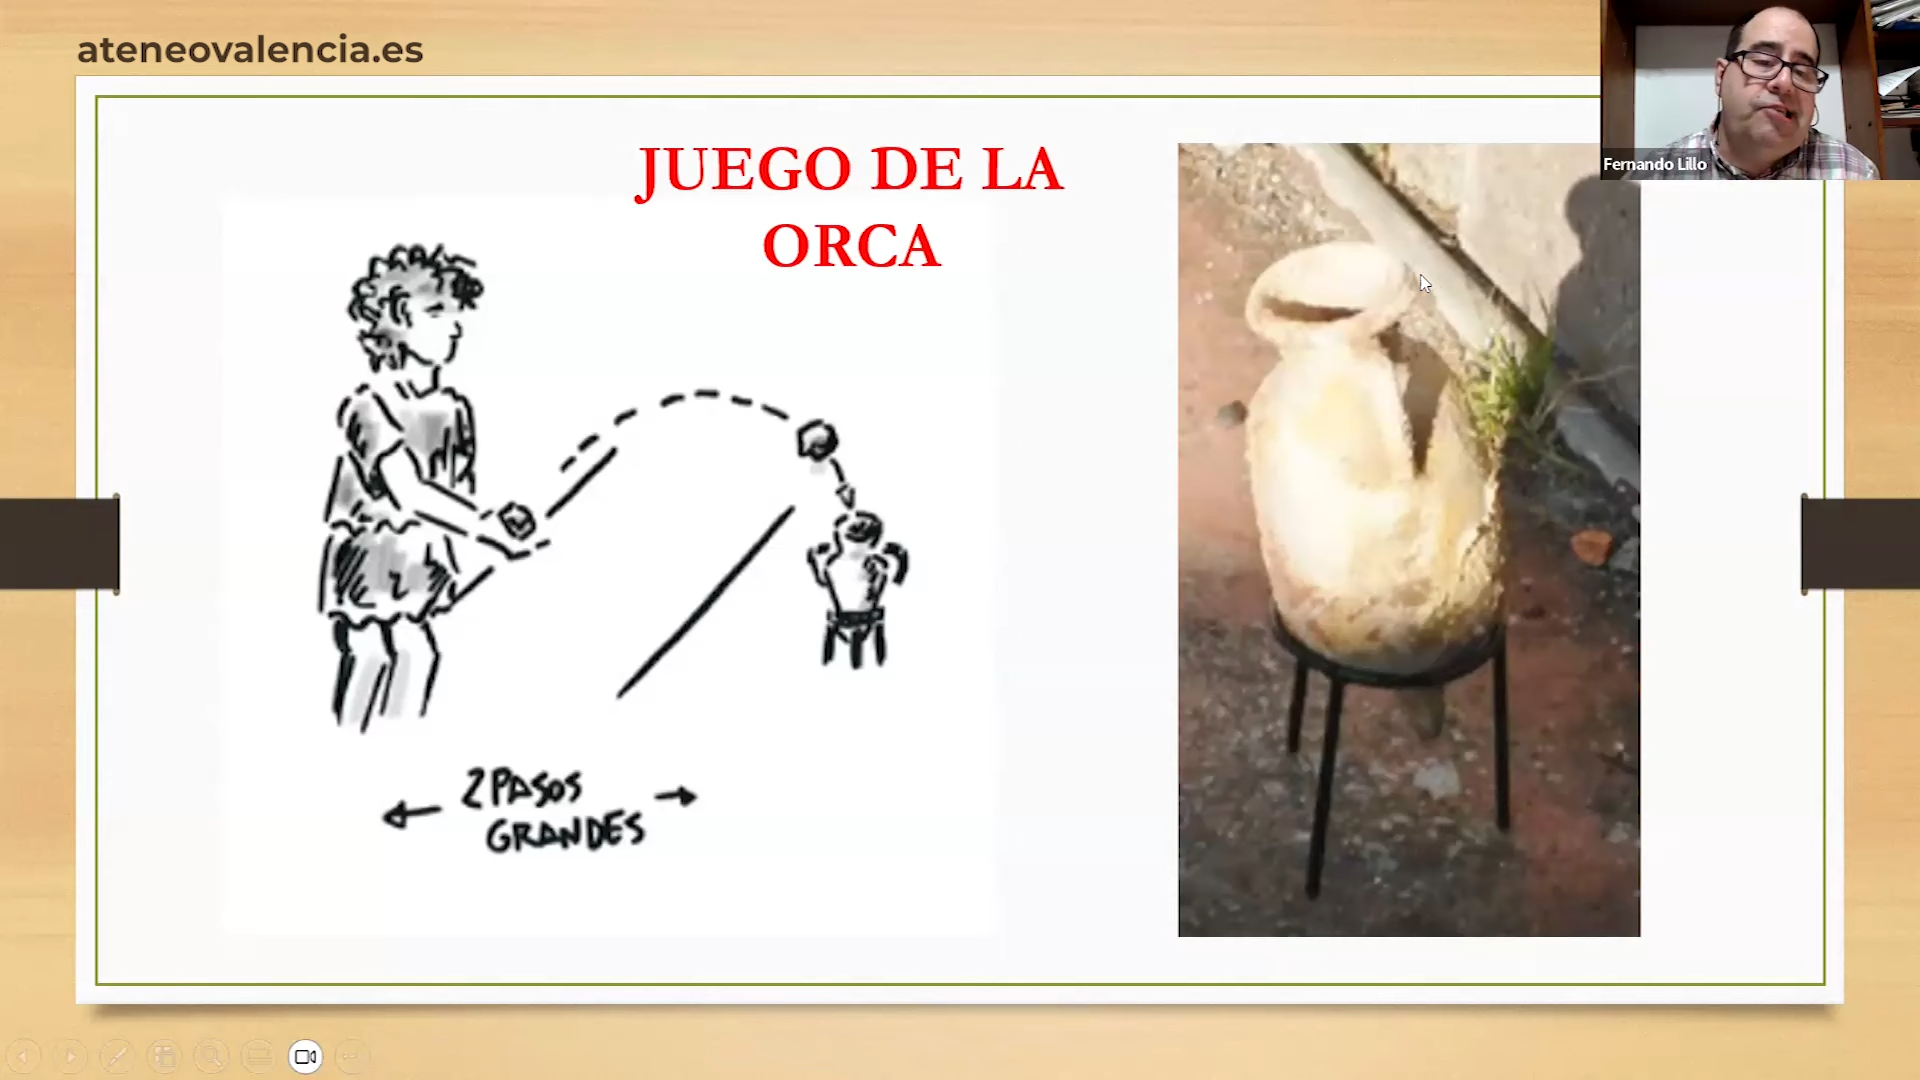 ateneovalencia.es
JUEGO DE LA
ORCA
Fernando Lillo
2 PASOS
GRANDES